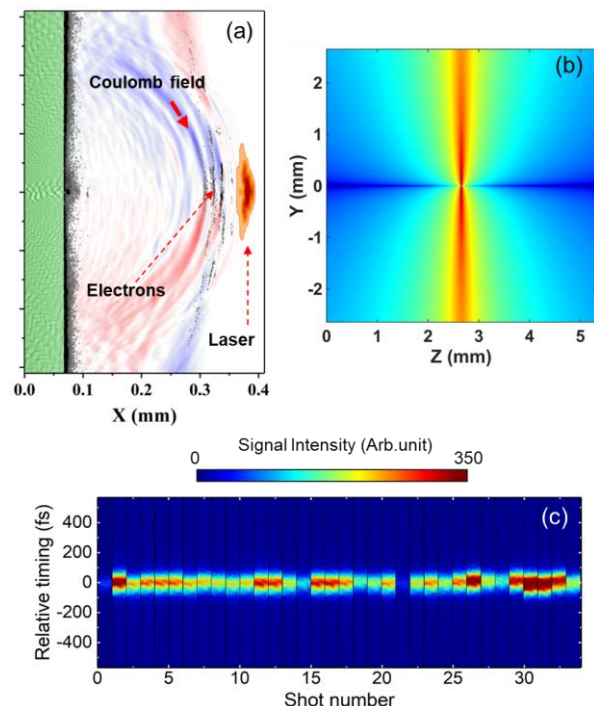 (a)
Coulomb field
Electrons
Laser
0.0 0.1 0.2 0.3 0.4
X (mm)
(b)
2
1
0
-1
-2
Y (mm)
0 1 2 3 4 5
Z (mm)
Signal Intensity (Arb.unit)
0 350
(c)
400
200
0
-200
-400
Relative timing (fs)
0 5 10 15 20 25 30
Shot number